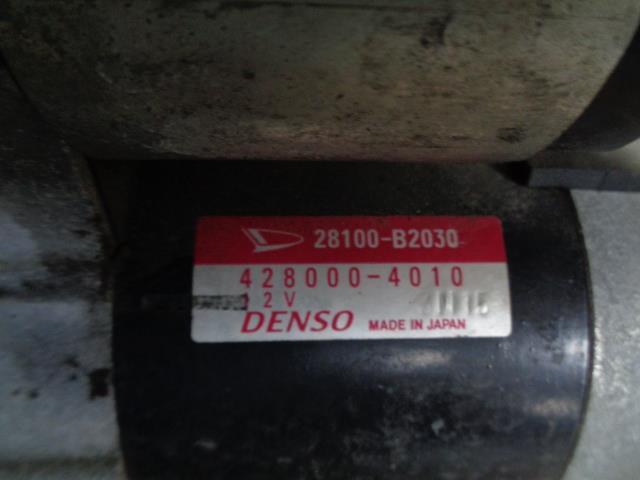 28100-B2030
428000-4010
12V
DENSO MADE IN JAPAN